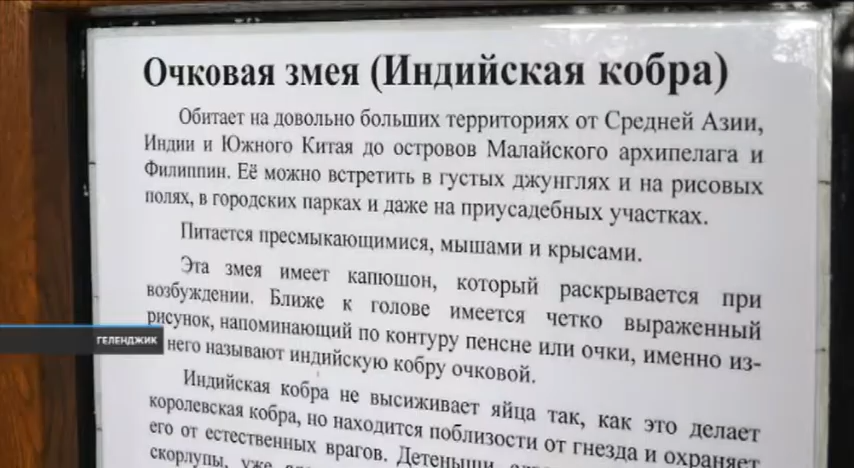 Очковая змея (Индийская кобра)
Обитает на довольно больших территориях от Средней Азии,
Индии и Южного Китая до островов Малайского архипелага и
Филиппин. Её можно встретить в густых джунглях и на рисовых
полях, в городских парках и даже на приусадебных участках.
Питается пресмыкающимися, мышами и крысами.
Эта змея имеет капюшон, который раскрывается при
возбуждении. Ближе к голове имеется четко выраженный
рисунок, напоминающий по контуру пенсне или очки, именно из-
него называют индийскую кобру очковой.
ГЕЛЕНДЖИК
Индийская кобра не высиживает яйца так, как это делает
королевская кобра, но находится поблизости от гнезда и охраняет
его от естественных врагов. Детеныши,
скорлупы, уже